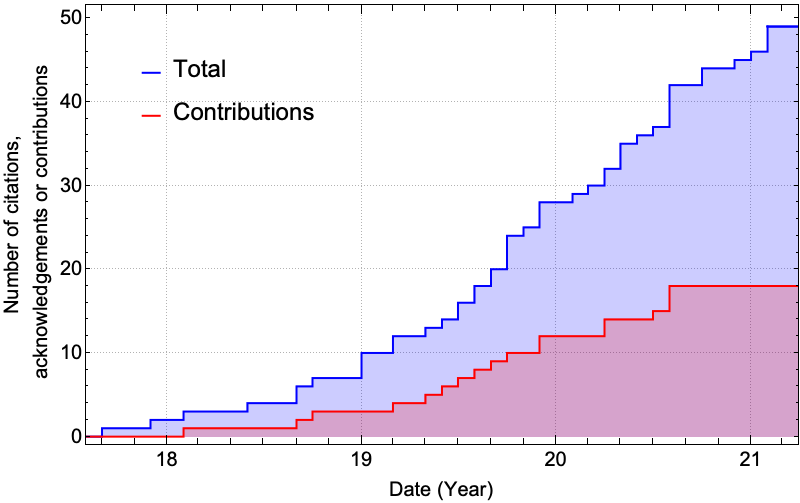 50
40
30
20
10
0
Number of citations,
acknowledgements or contributions
Total
Contributions
18 19 20 21
Date (Year)